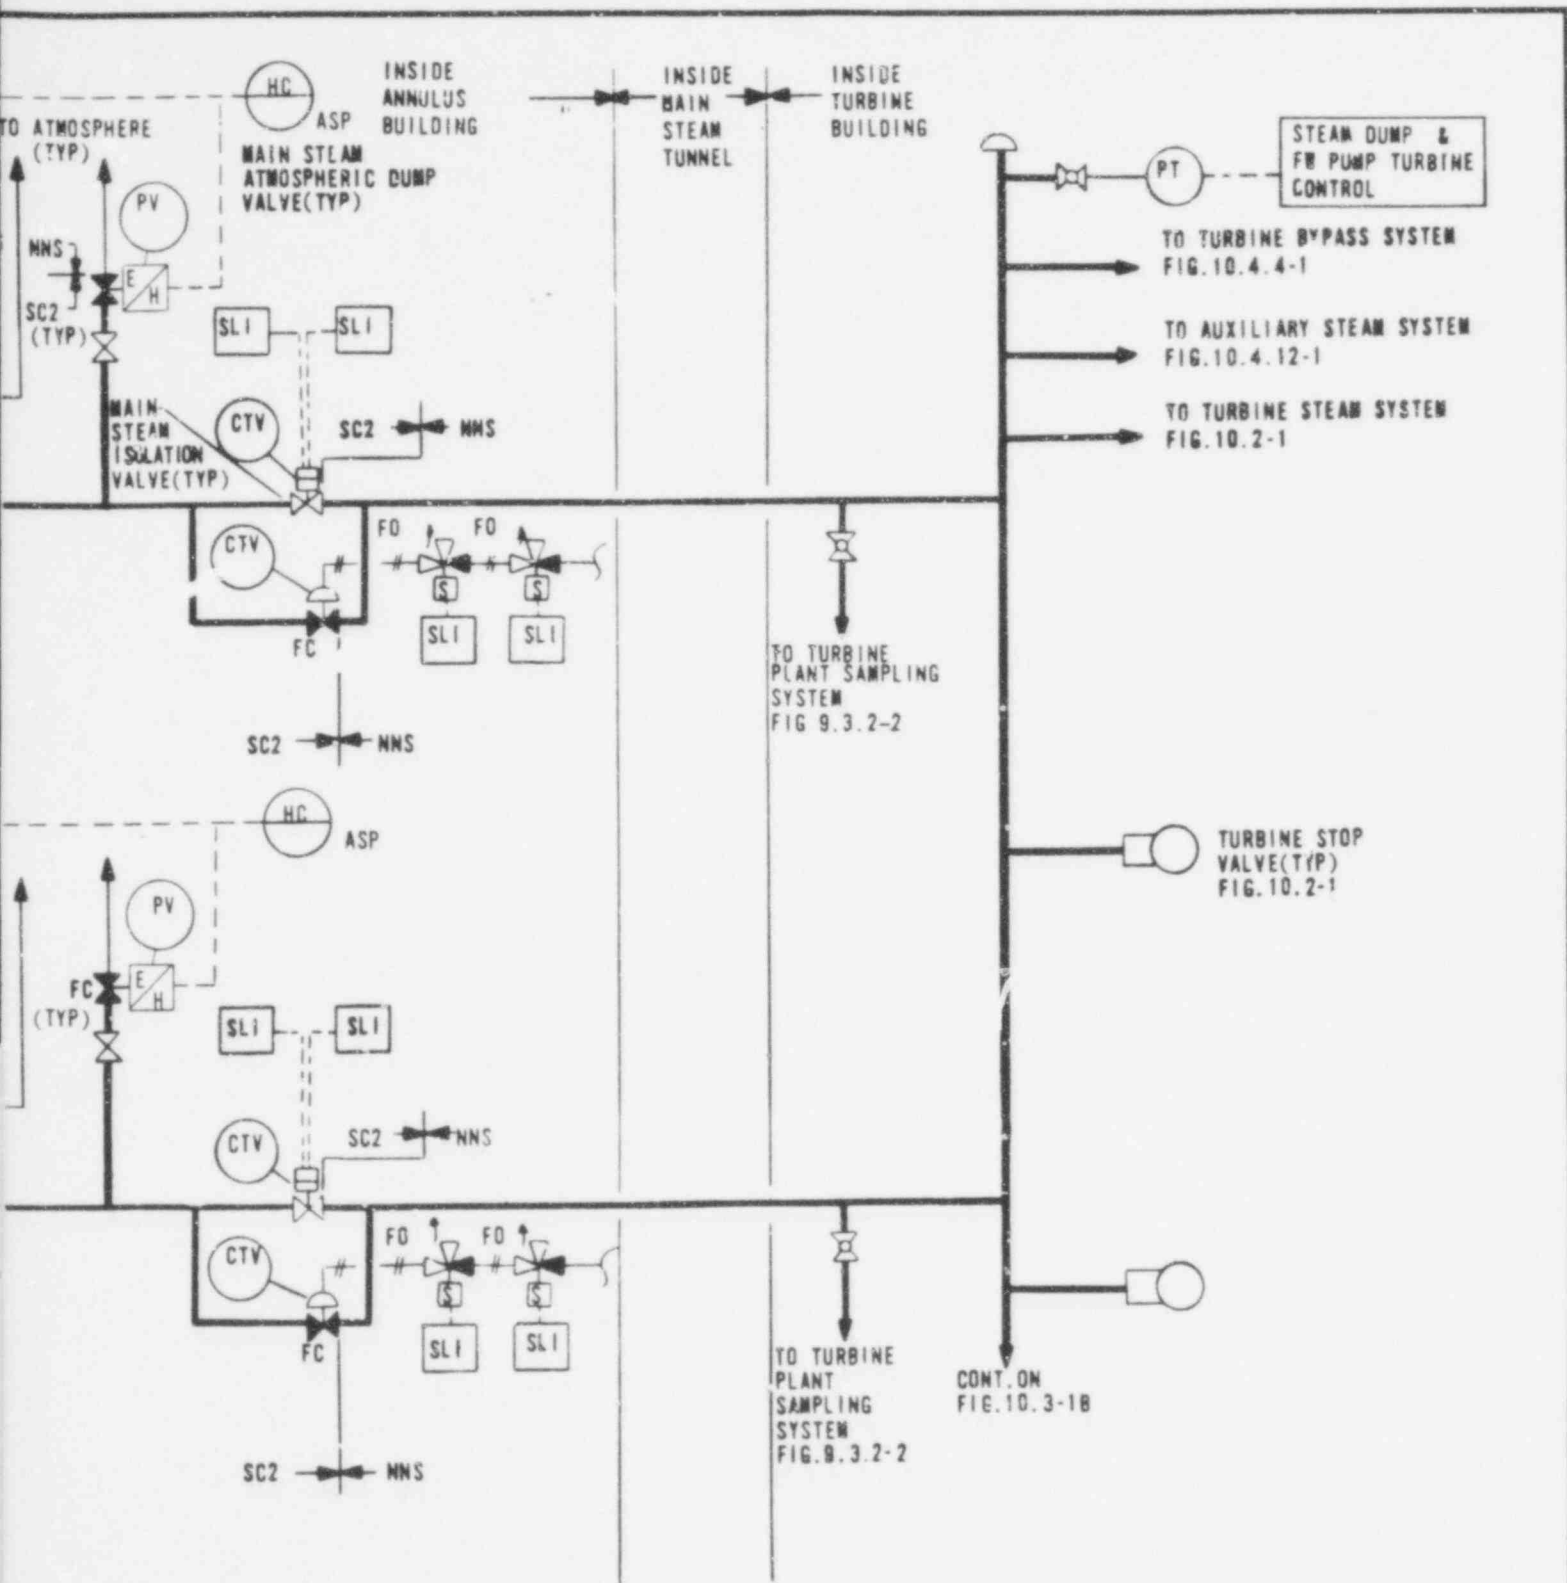 HC
ASP
INSIDE
ANNULUS
BUILDING
INSIDE
MAIN
STEAM
TUNNEL
INSIDE
TURBINE
BUILDING
TO ATMOSPHERE
(TYP)
MAIN STEAM
ATMOSPHERIC DUMP
VALVE(TYP)
PV
NNS
E
H
SC2
(TYP)
PT
STEAM DUMP &
FW PUMP TURBINE
CONTROL
TO TURBINE BYPASS SYSTEM
FIG.10.4.4-1
TO AUXILIARY STEAM SYSTEM
FIG.10.4.12-1
TO TURBINE STEAM SYSTEM
FIG.10.2-1
SLI
SLI
MAIN
STEAM
ISOLATION
VALVE(TYP)
CTV
SC2
NNS
CTV
FO
FO
S
S
SLI
SLI
FC
SC2
NNS
TO TURBINE
PLANT SAMPLING
SYSTEM
FIG 9.3.2-2
HC
ASP
TURBINE STOP
VALVE(TYP)
FIG.10.2-1
PV
FC
(TYP)
E
H
SLI
SLI
CTV
SC2
NNS
CTV
FO
FO
S
S
SLI
SLI
FC
SC2
NNS
TO TURBINE
PLANT
SAMPLING
SYSTEM
FIG.9.3.2-2
CONT.ON
FIG.10.3-1B